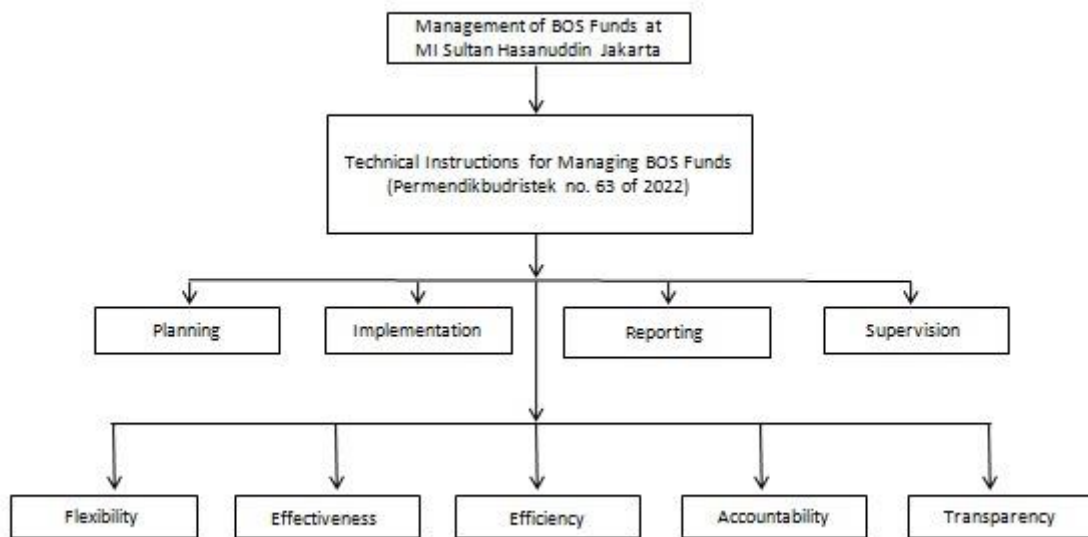 Management of BOS Funds at
MI Sultan Hasanuddin Jakarta
Technical Instructions for Managing BOS Funds
(Permendikbudristek no. 63 of 2022)
Planning
Implementation
Reporting
Supervision
Flexibility
Effectiveness
Efficiency
Accountability
Transparency